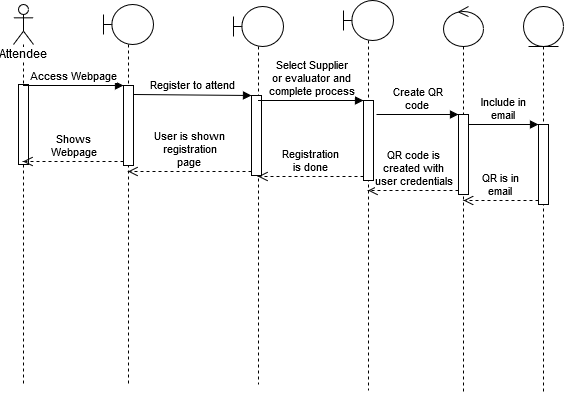 Attendee
Access Webpage
Shows
Webpage
Register to attend
User is shown
registration
page
Select Supplier
or evaluator and
complete process
Registration
is done
Create QR
code
QR code is
created with
user credentials
Include in
email
QR is in
email